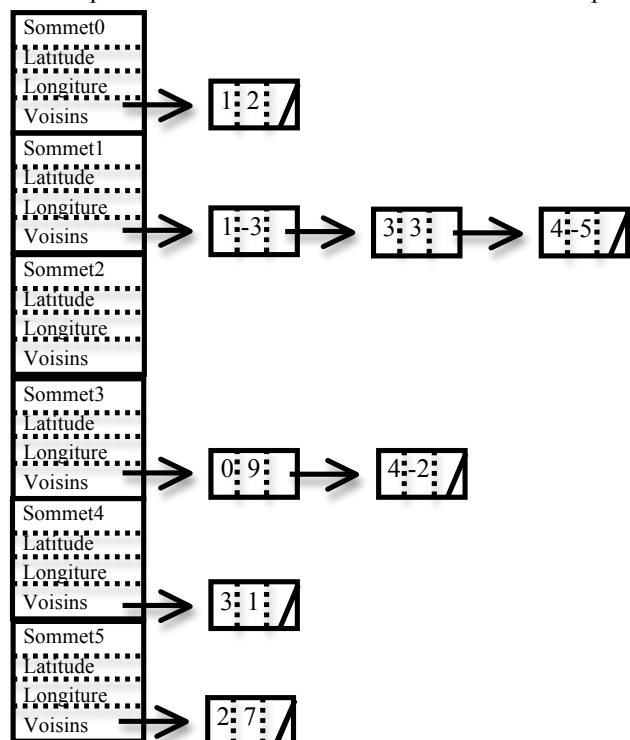 Sommet0
Latitude
Longiture
Voisins
1 2
Sommet1
Latitude
Longiture
Voisins
1 -3
3 3
4 -5
Sommet2
Latitude
Longiture
Voisins
Sommet3
Latitude
Longiture
Voisins
0 9
4 -2
Sommet4
Latitude
Longiture
Voisins
3 1
Sommet5
Latitude
Longiture
Voisins
2 7